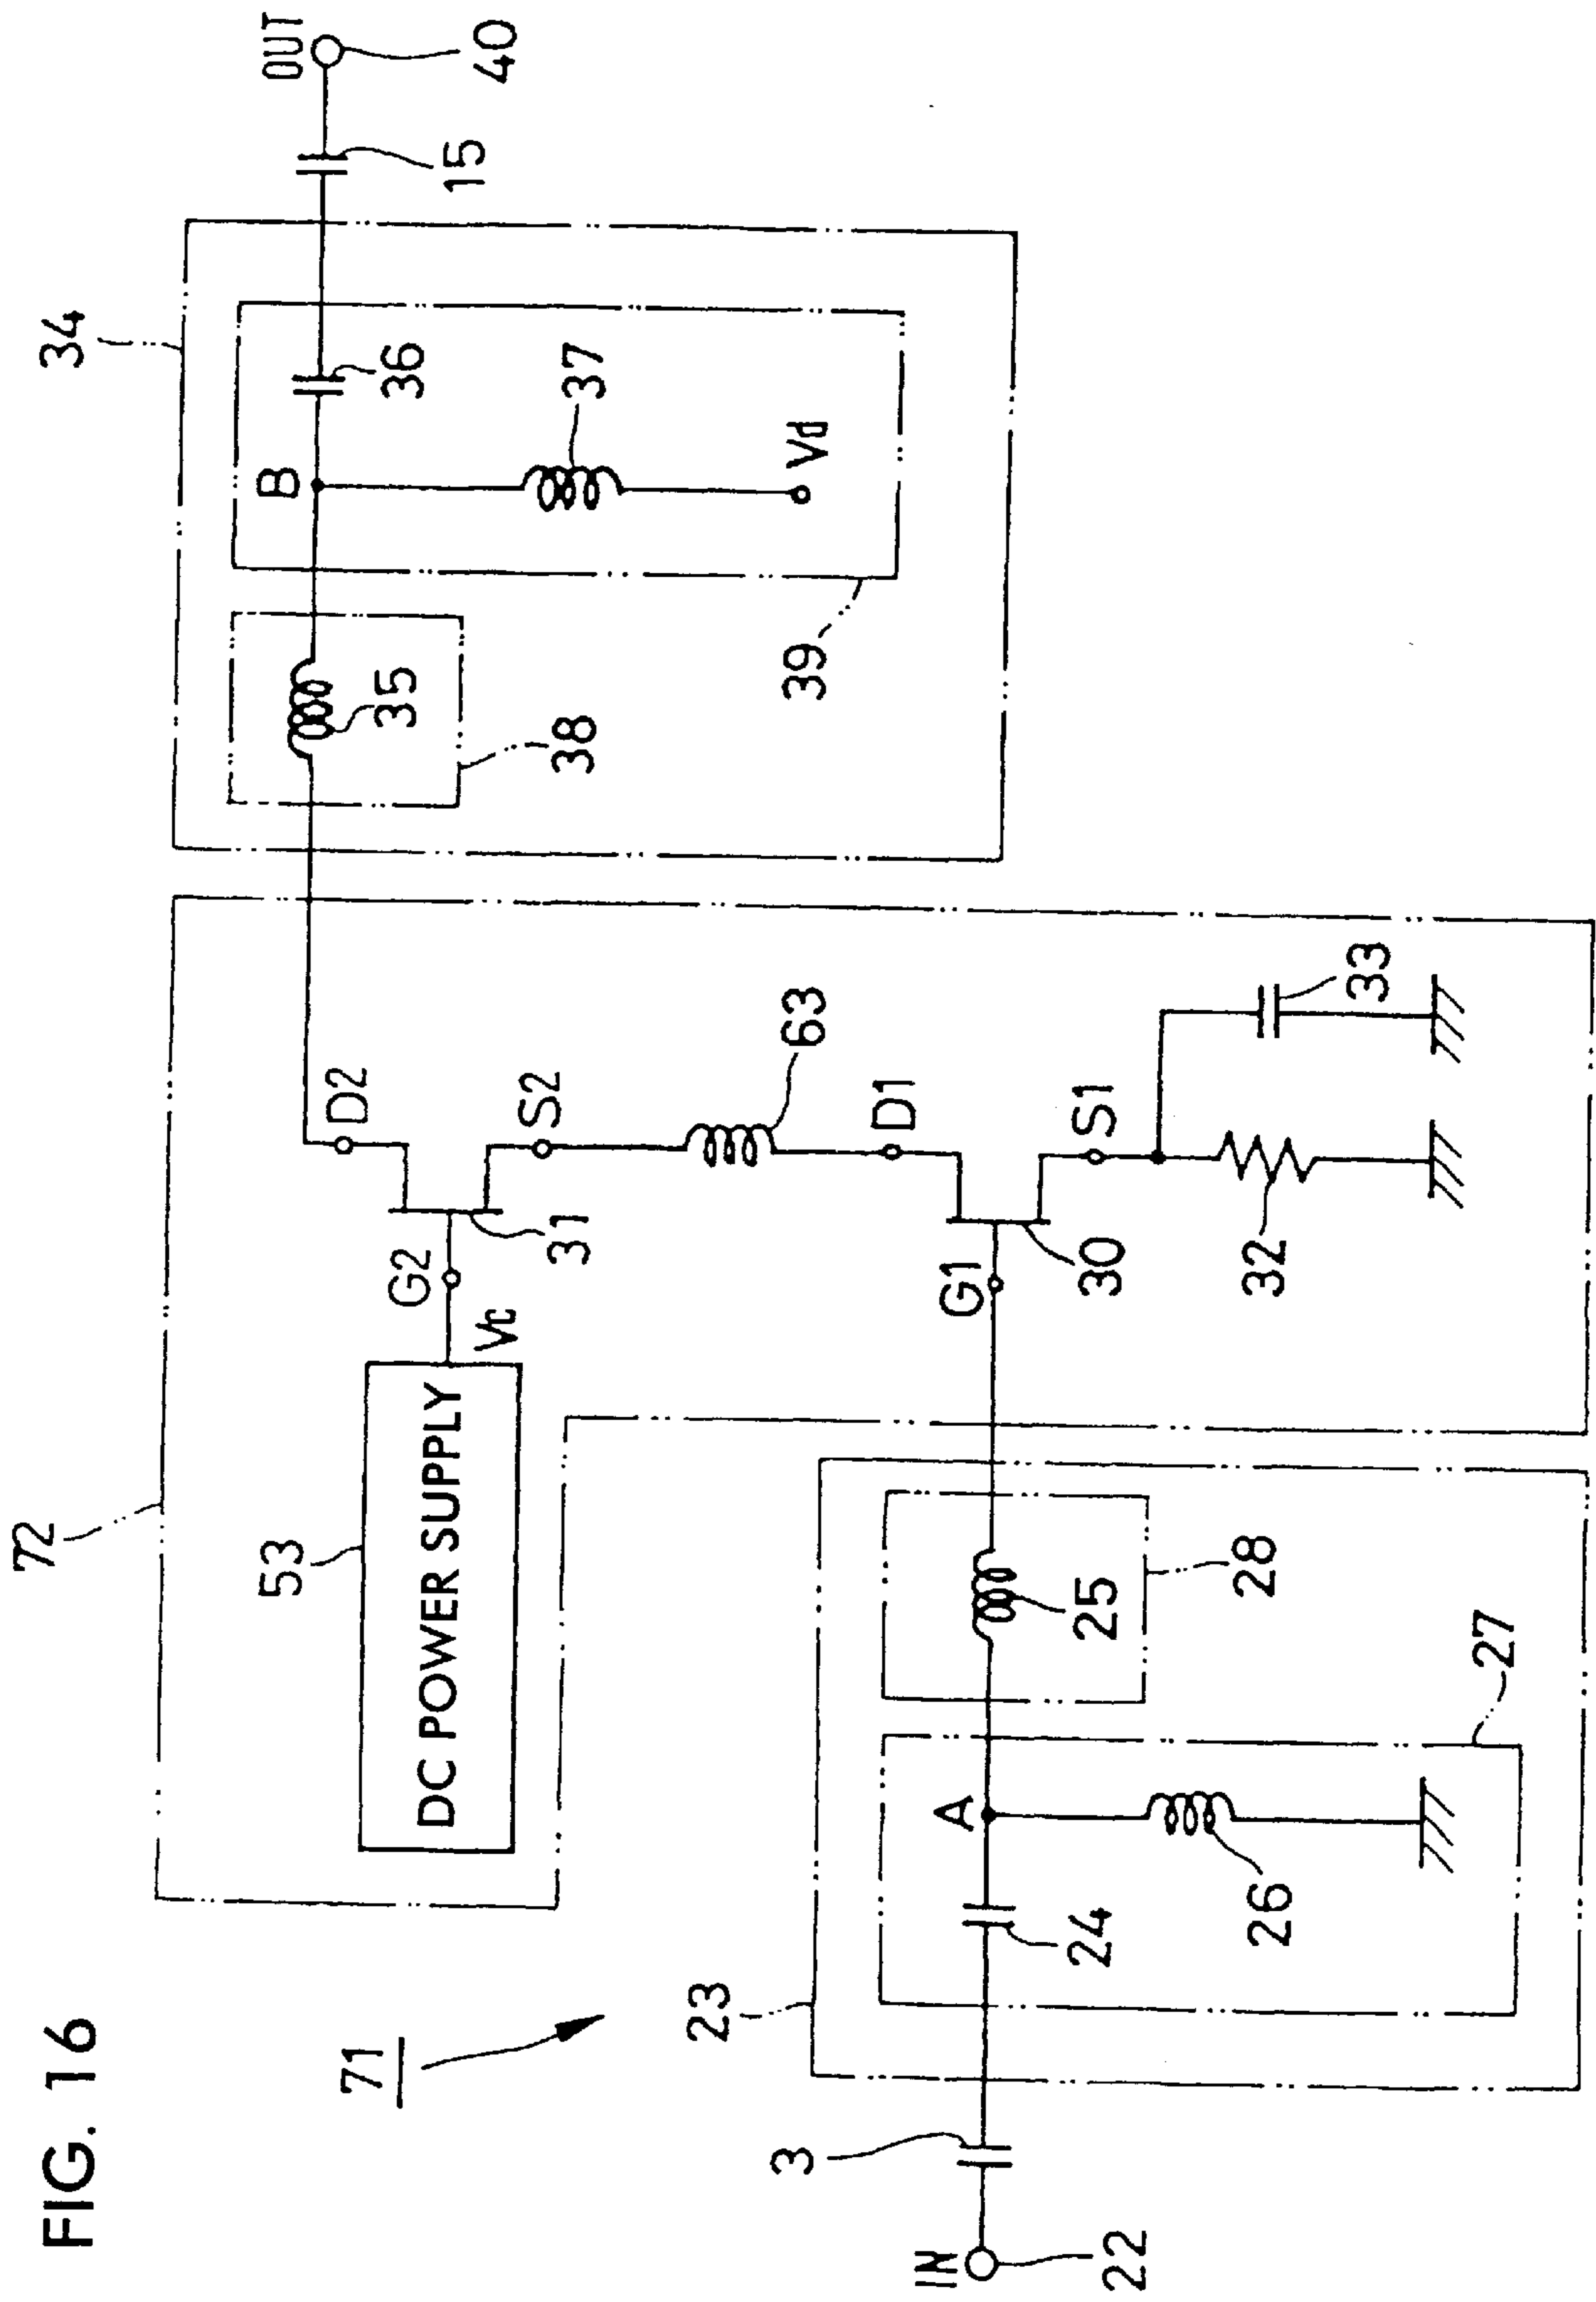 FIG. 16
71
72
53
DC POWER SUPPLY
Vc
G2
31
D2
S2
63
D1
G1
30
S1
32
33
34
35
38
B
36
37
Vd
39
15
OUT
40
IN
22
3
23
24
A
26
27
25
28